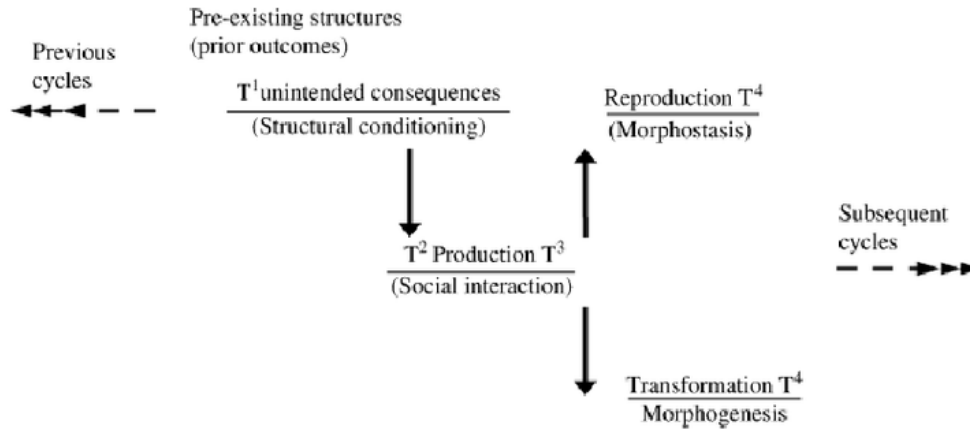 Pre-existing structures
(prior outcomes)
Previous
cycles
T¹unintended consequences
(Structural conditioning)
Reproduction T⁴
(Morphostasis)
T² Production T³
(Social interaction)
Subsequent
cycles
Transformation T⁴
Morphogenesis